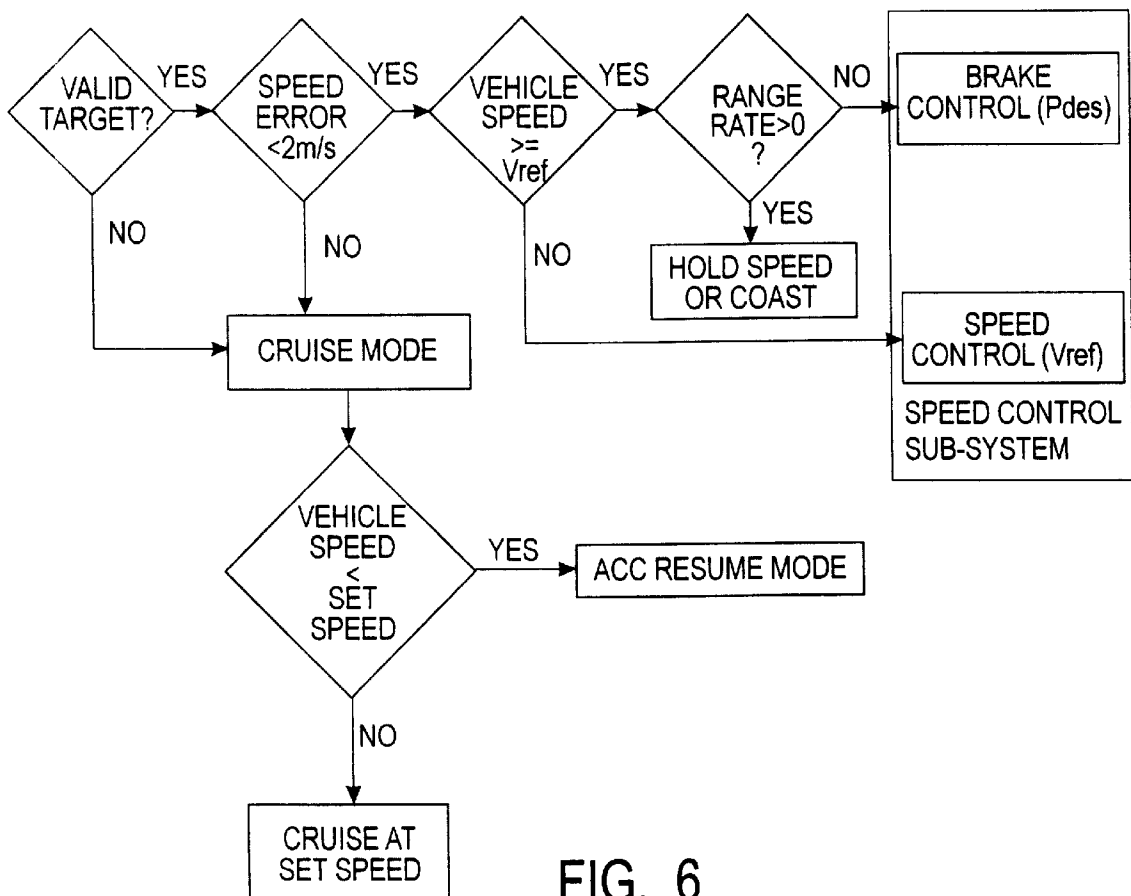 VALID
TARGET?
YES
NO
SPEED
ERROR
<2m/s
YES
NO
VEHICLE
SPEED
>=
Vref
YES
NO
RANGE
RATE>0
?
NO
YES
BRAKE
CONTROL (Pdes)
HOLD SPEED
OR COAST
SPEED
CONTROL (Vref)
SPEED CONTROL
SUB-SYSTEM
CRUISE MODE
VEHICLE
SPEED
<
SET
SPEED
YES
ACC RESUME MODE
NO
CRUISE AT
SET SPEED
FIG. 6